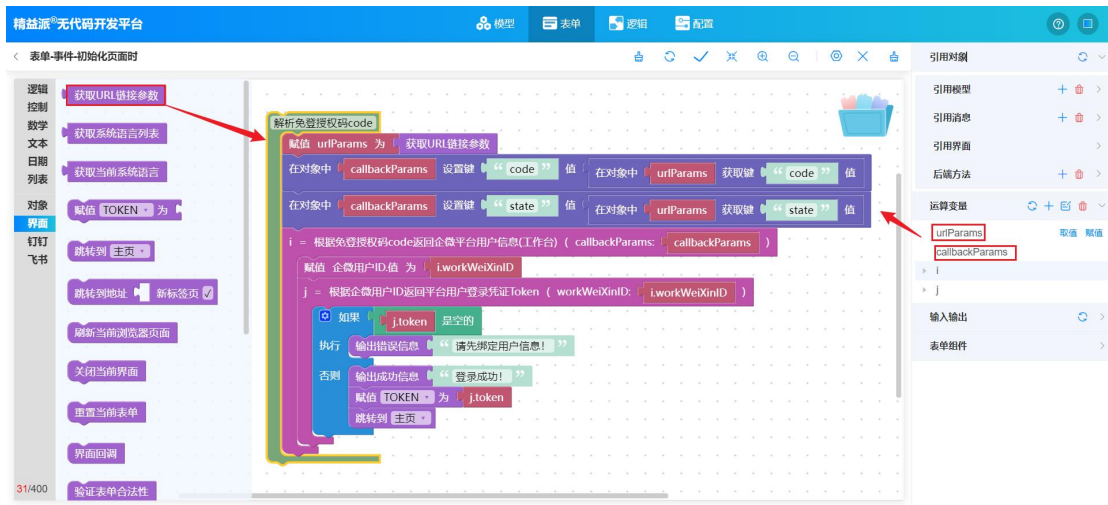 精益派®无代码开发平台
模型
表单
逻辑
配置
表单-事件-初始化页面时
逻辑
控制
数学
文本
日期
列表
对象
界面
钉钉
飞书
31/400
获取URL链接参数
获取系统语言列表
获取当前系统语言
赋值 TOKEN 为
跳转到 主页
跳转到地址 “ 新标签页
刷新当前浏览器页面
关闭当前界面
重置当前表单
界面回调
验证表单合法性
解析免登授权码code
赋值 urlParams 为 获取URL链接参数
在对象中 callbackParams 设置键 “ code ” 值 在对象中 urlParams 获取键 “ code ” 值
在对象中 callbackParams 设置键 “ state ” 值 在对象中 urlParams 获取键 “ state ” 值
i = 根据免登授权码code返回企微平台用户信息(工作台) ( callbackParams: callbackParams )
赋值 企微用户ID.值 为 i.workWeiXinID
j = 根据企微用户ID返回平台用户登录凭证Token ( workWeiXinID: i.workWeiXinID )
如果 j.token 是空的
执行 输出错误信息 “ 请先绑定用户信息! ”
否则 输出成功信息 “ 登录成功! ”
赋值 TOKEN 为 j.token
跳转到 主页
引用对象
引用模型
引用消息
引用界面
后端方法
运算变量
urlParams 取值 赋值
callbackParams
i
j
输入输出
表单组件